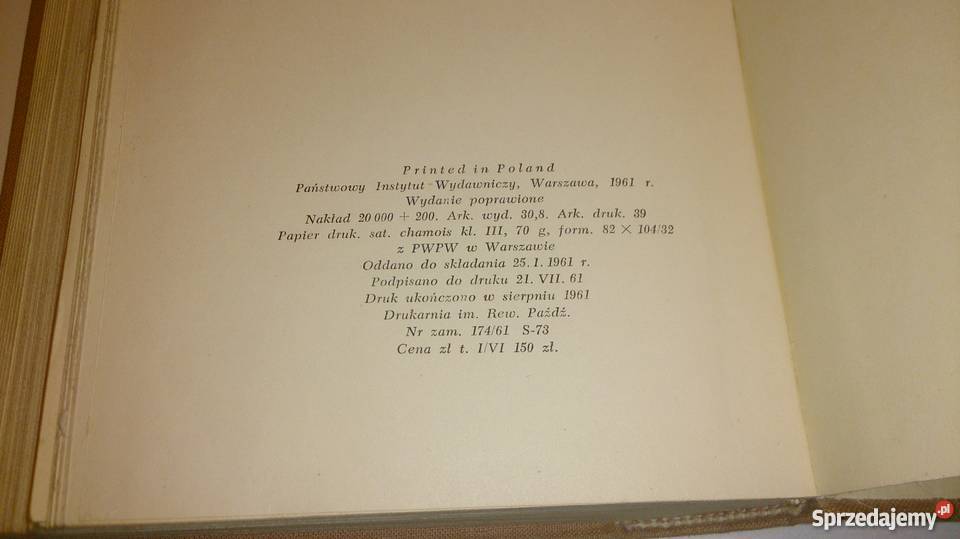 Printed in Poland
Państwowy Instytut Wydawniczy, Warszawa, 1961 r.
Wydanie poprawione
Nakład 20 000 + 200. Ark. wyd. 30,8. Ark. druk. 39
Papier druk. sat. chamois kl. III, 70 g, form. 82 × 104/32
z PWPW w Warszawie
Oddano do składania 25. I. 1961 r.
Podpisano do druku 21. VII. 61
Druk ukończono w sierpniu 1961
Drukarnia im. Rew. Paźdź.
Nr zam. 174/61 S-73
Cena zł t. I/VI 150 zł.
Sprzedajemy.pl